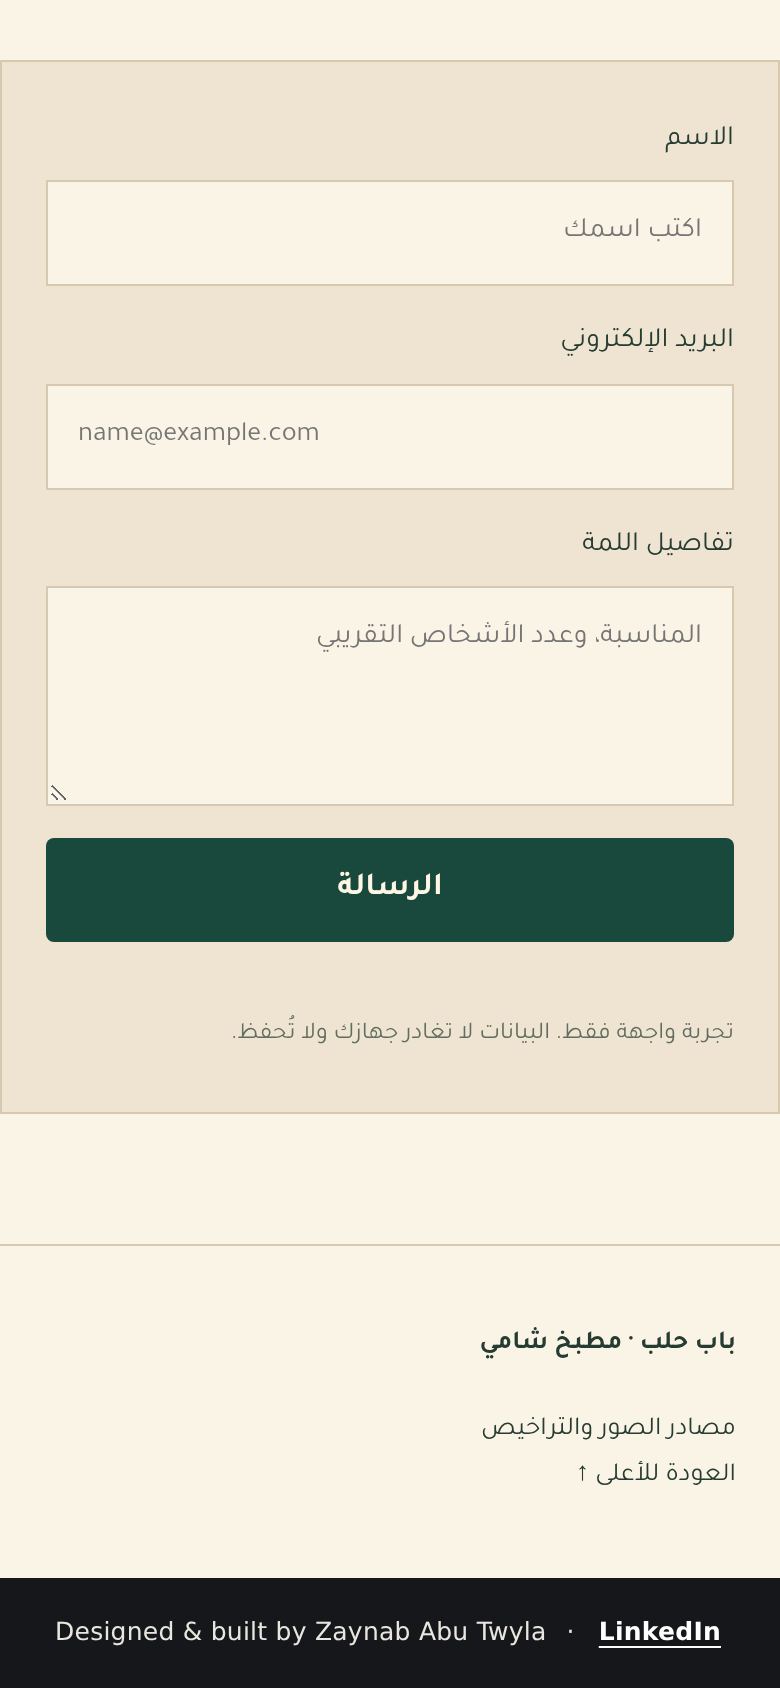 الاسم
اكتب اسمك
البريد الإلكتروني
name@example.com
تفاصيل اللمة
المناسبة، وعدد الأشخاص التقريبي
الرسالة
تجربة واجهة فقط. البيانات لا تغادر جهازك ولا تُحفظ.
باب حلب · مطبخ شامي
مصادر الصور والتراخيص
العودة للأعلى ↑
Designed & built by Zaynab Abu Twyla · LinkedIn